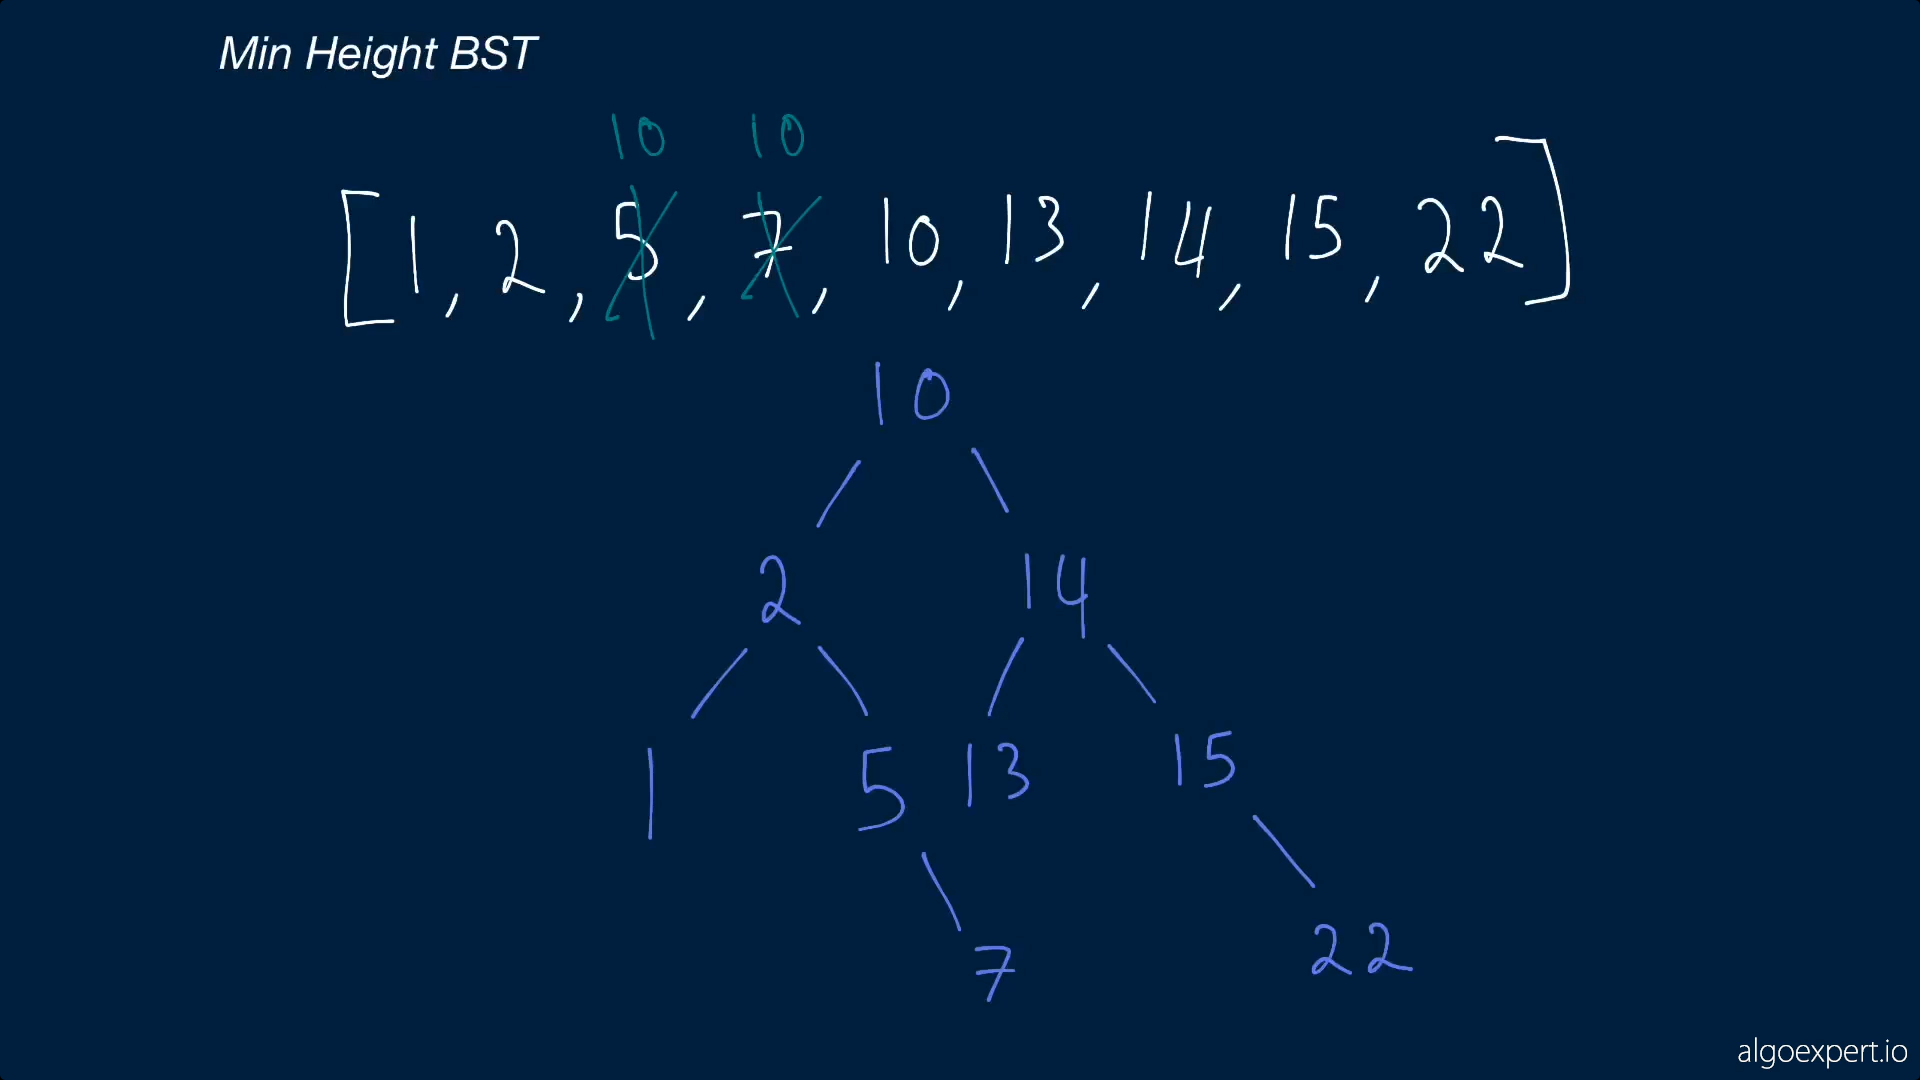 Min Height BST
10 10
[1, 2, 5, 7, 10, 13, 14, 15, 22]
10
2 14
1 5 13 15
7 22
algoexpert.io